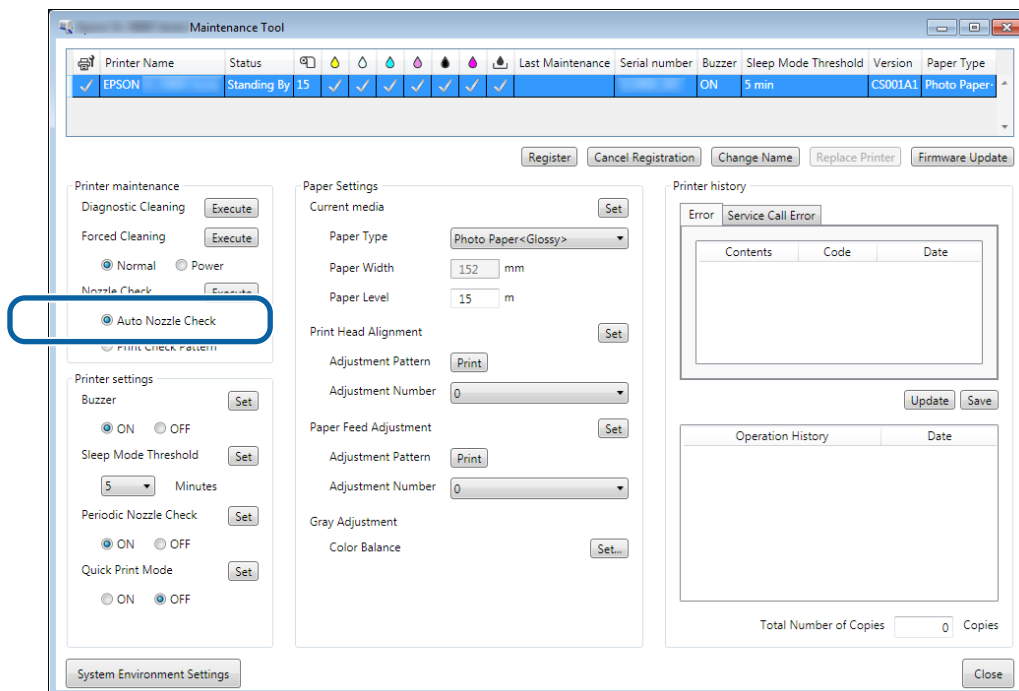 Maintenance Tool
Printer Name Status Last Maintenance Serial number Buzzer Sleep Mode Threshold Version Paper Type
EPSON Standing By 15 ON 5 min CS001A1 Photo Paper
Register Cancel Registration Change Name Replace Printer Firmware Update
Printer maintenance
Diagnostic Cleaning Execute
Forced Cleaning Execute
Normal Power
Nozzle Check Execute
Auto Nozzle Check
Print Check Pattern
Printer settings
Buzzer Set
ON OFF
Sleep Mode Threshold Set
5 Minutes
Periodic Nozzle Check Set
ON OFF
Quick Print Mode Set
ON OFF
Paper Settings
Current media Set
Paper Type Photo Paper<Glossy>
Paper Width 152 mm
Paper Level 15 m
Print Head Alignment Set
Adjustment Pattern Print
Adjustment Number 0
Paper Feed Adjustment Set
Adjustment Pattern Print
Adjustment Number 0
Gray Adjustment
Color Balance Set...
Printer history
Error Service Call Error
Contents Code Date
Update Save
Operation History Date
Total Number of Copies 0 Copies
System Environment Settings Close